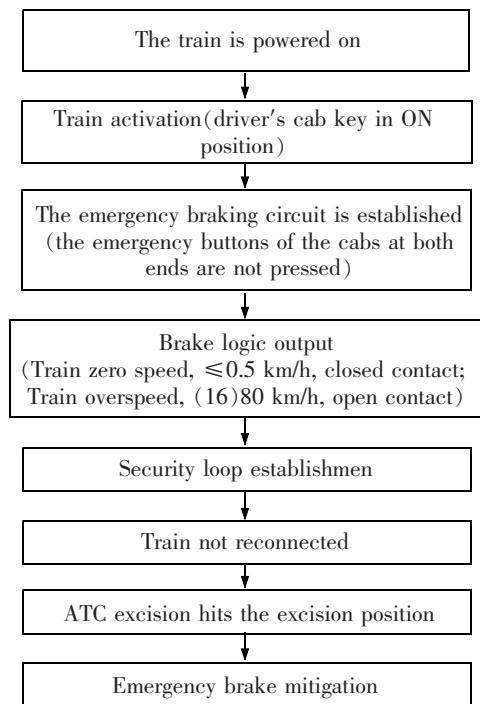 The train is powered on
Train activation(driver's cab key in ON
position)
The emergency braking circuit is established
(the emergency buttons of the cabs at both
ends are not pressed)
Brake logic output
(Train zero speed, ≤0.5 km/h, closed contact;
Train overspeed, (16)80 km/h, open contact)
Security loop establishmen
Train not reconnected
ATC excision hits the excision position
Emergency brake mitigation